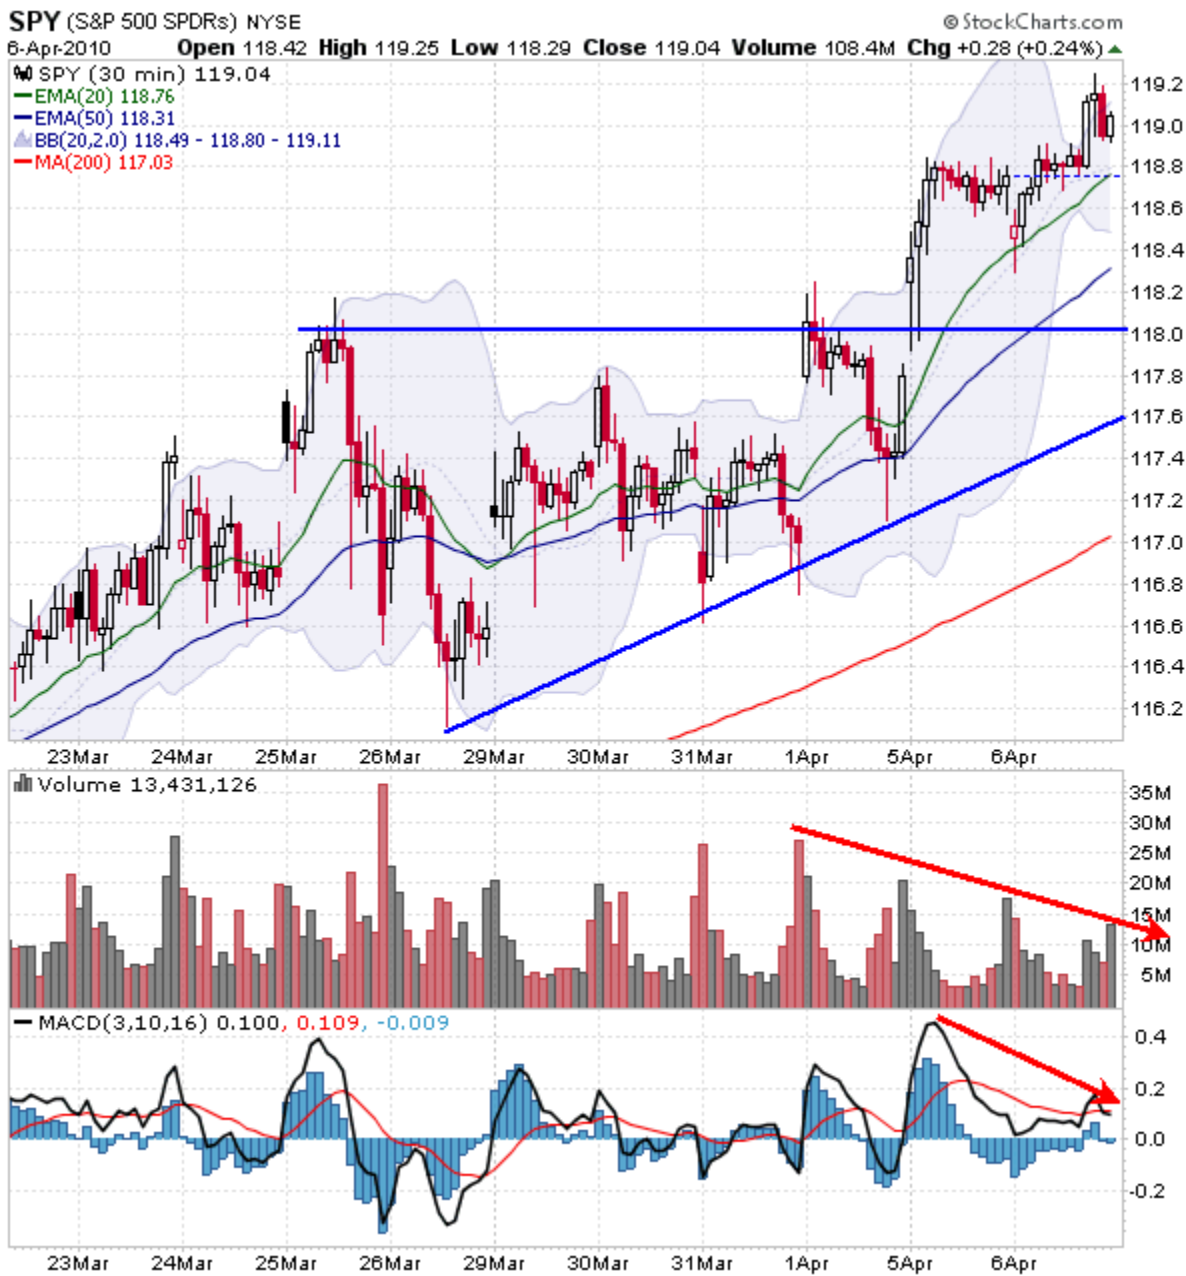 SPY (S&P 500 SPDRs) NYSE © StockCharts.com
6-Apr-2010 Open 118.42 High 119.25 Low 118.29 Close 119.04 Volume 108.4M Chg +0.28 (+0.24%)
SPY (30 min) 119.04
EMA(20) 118.76
EMA(50) 118.31
BB(20,2.0) 118.49 - 118.80 - 119.11
MA(200) 117.03
119.2
119.0
118.8
118.6
118.4
118.2
118.0
117.8
117.6
117.4
117.2
117.0
116.8
116.6
116.4
116.2
23Mar 24Mar 25Mar 26Mar 29Mar 30Mar 31Mar 1Apr 5Apr 6Apr
Volume 13,431,126
35M
30M
25M
20M
15M
10M
5M
MACD(3,10,16) 0.100, 0.109, -0.009
0.4
0.2
0.0
-0.2
23Mar 24Mar 25Mar 26Mar 29Mar 30Mar 31Mar 1Apr 5Apr 6Apr